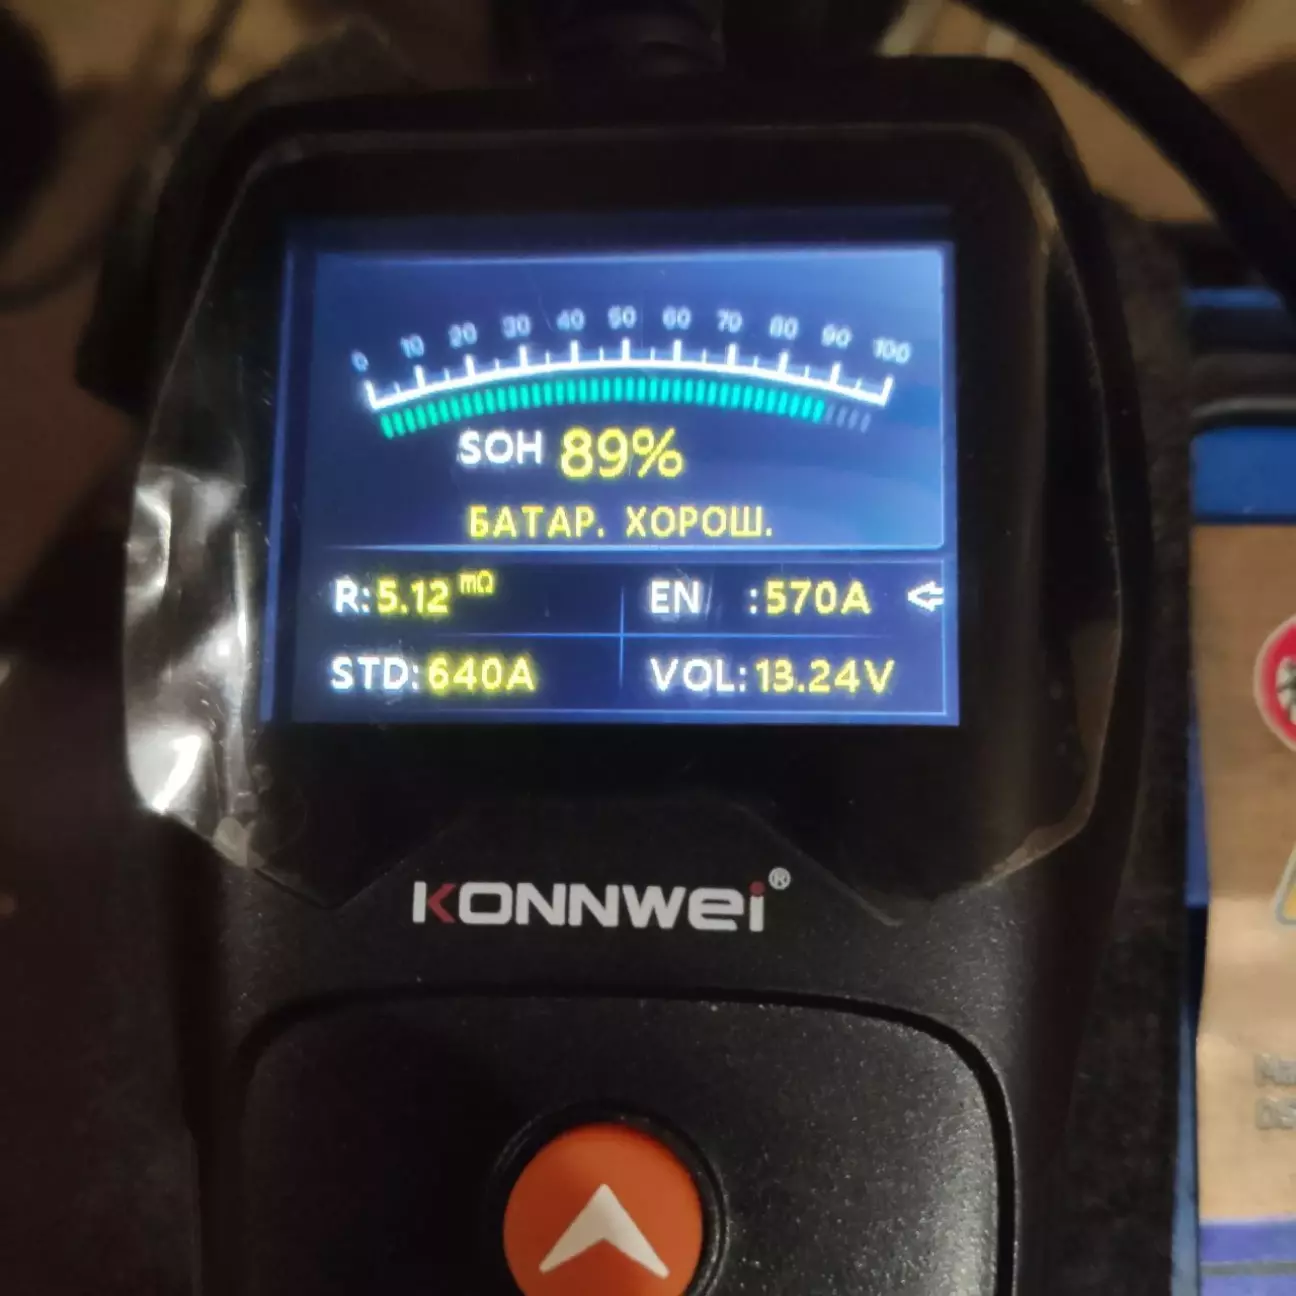 0 10 20 30 40 50 60 70 80 90 100
SOH 89%
БАТАР. ХОРОШ.
R:5.12 mΩ EN :570A
STD:640A VOL:13.24V
KONNWEI®